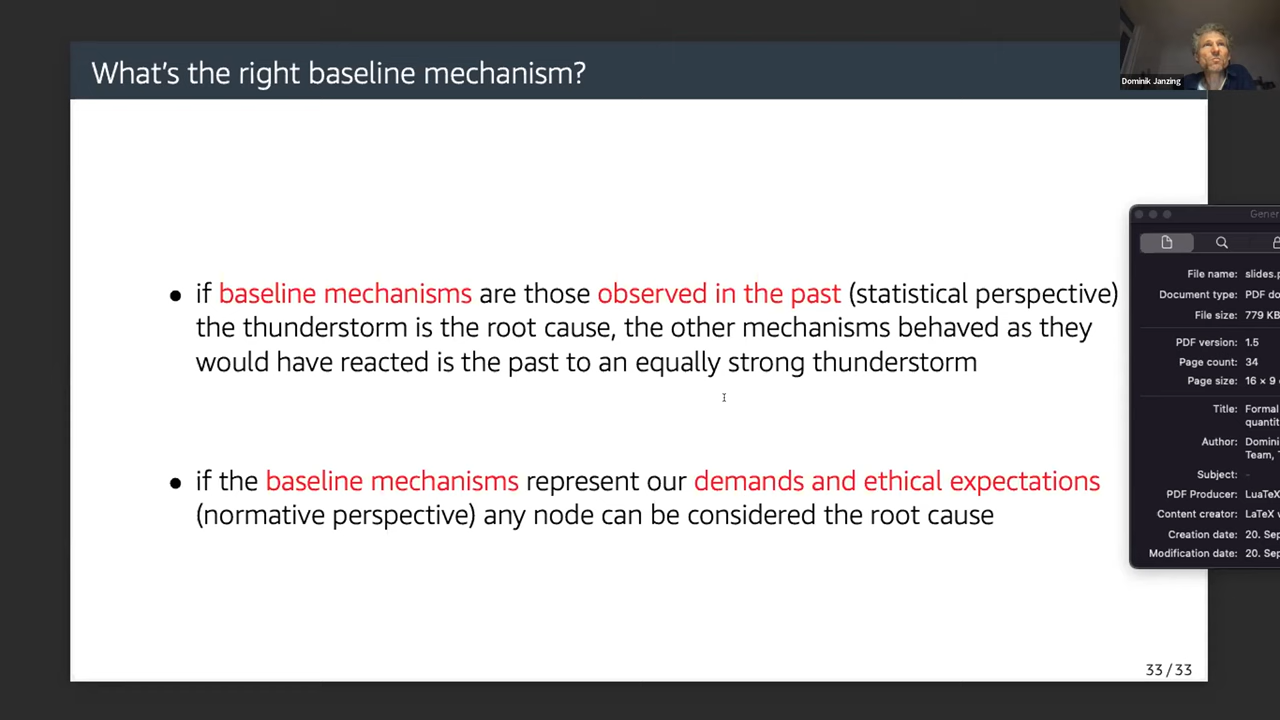 What's the right baseline mechanism?
Dominik Janzing
• if baseline mechanisms are those observed in the past (statistical perspective)
the thunderstorm is the root cause, the other mechanisms behaved as they
would have reacted is the past to an equally strong thunderstorm
• if the baseline mechanisms represent our demands and ethical expectations
(normative perspective) any node can be considered the root cause
33 / 33
Gener
File name: slides.p
Document type: PDF do
File size: 779 KB
PDF version: 1.5
Page count: 34
Page size: 16 × 9
Title: Formal
quantit
Author: Domini
Team, T
Subject: -
PDF Producer: LuaTeX
Content creator: LaTeX v
Creation date: 20. Sep
Modification date: 20. Sep